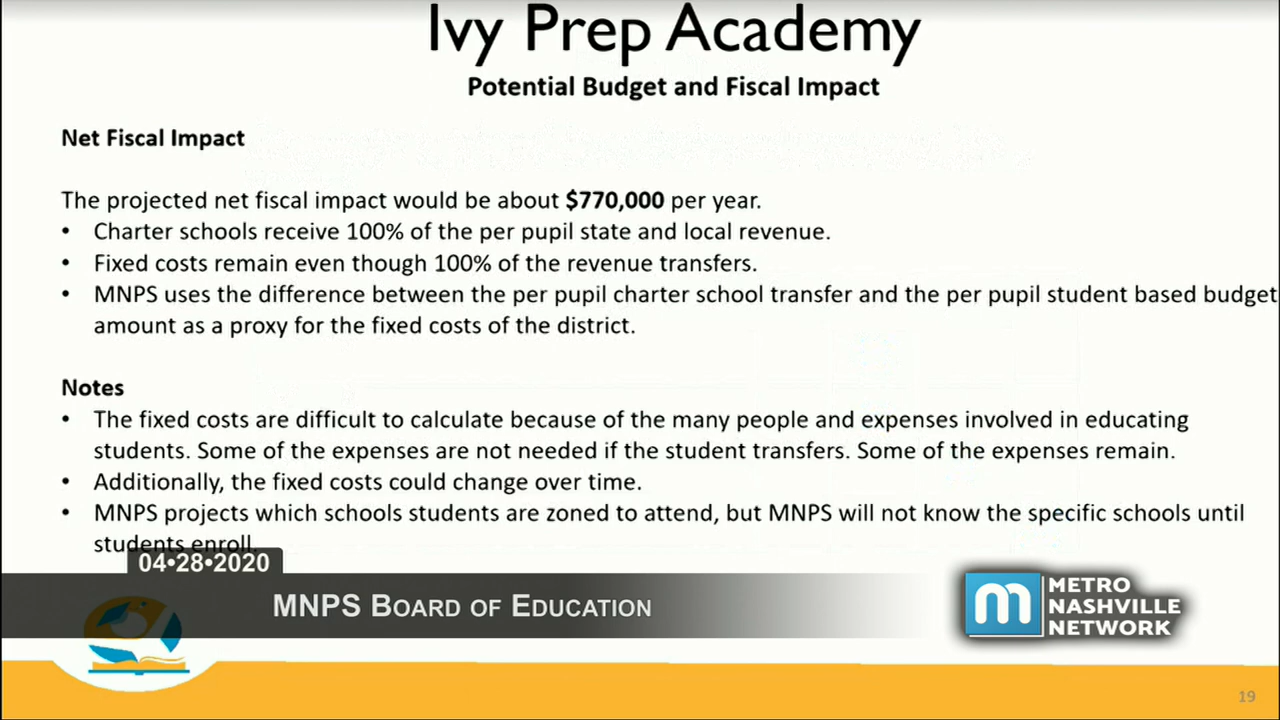 Ivy Prep Academy
Potential Budget and Fiscal Impact
Net Fiscal Impact
The projected net fiscal impact would be about $770,000 per year.
• Charter schools receive 100% of the per pupil state and local revenue.
• Fixed costs remain even though 100% of the revenue transfers.
• MNPS uses the difference between the per pupil charter school transfer and the per pupil student based budget
amount as a proxy for the fixed costs of the district.
Notes
• The fixed costs are difficult to calculate because of the many people and expenses involved in educating
students. Some of the expenses are not needed if the student transfers. Some of the expenses remain.
• Additionally, the fixed costs could change over time.
• MNPS projects which schools students are zoned to attend, but MNPS will not know the specific schools until
students enroll.
04•28•2020
MNPS BOARD OF EDUCATION
m METRO
NASHVILLE
NETWORK
19